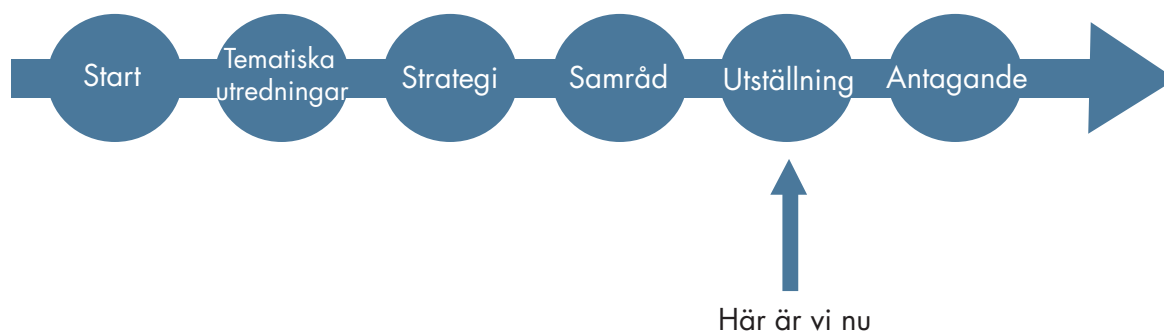 Start
Tematiska
utredningar
Strategi
Samråd
Utställning
Antagande
Här är vi nu